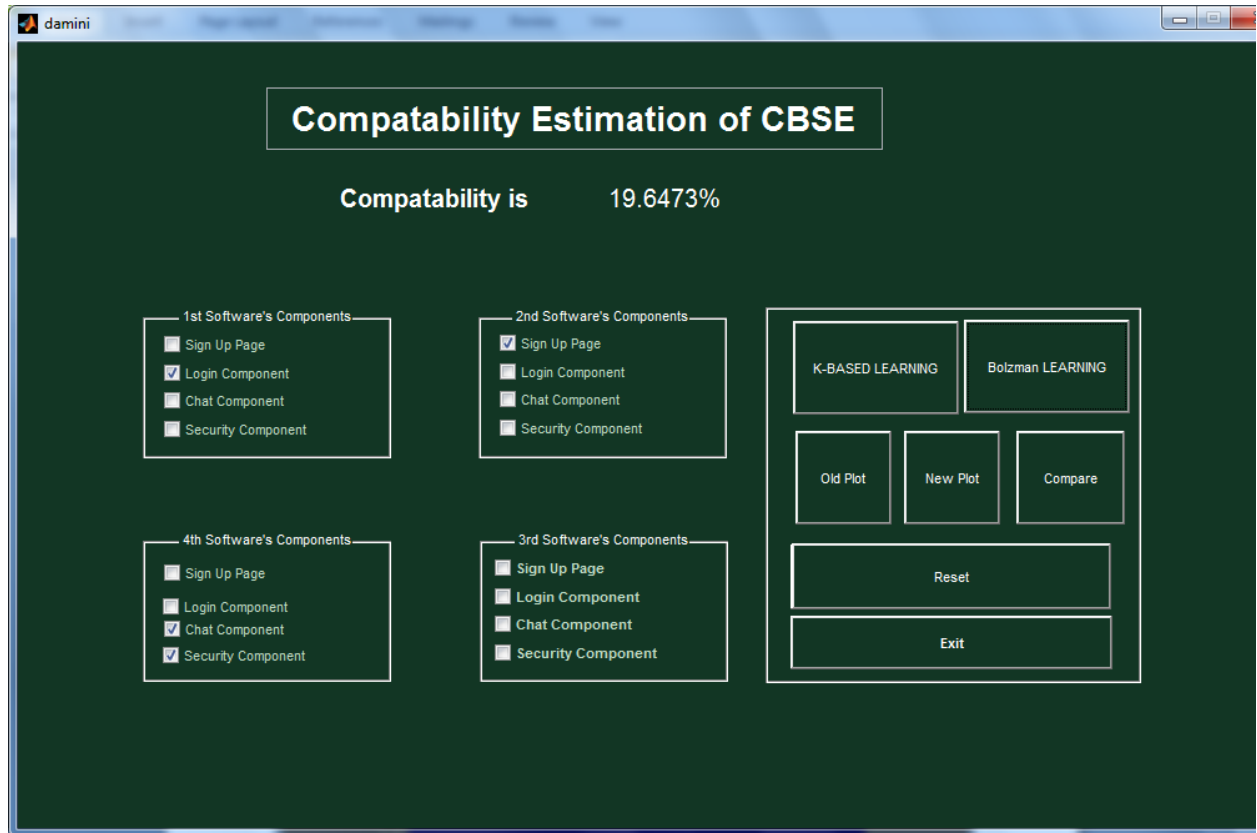 damini
Compatability Estimation of CBSE
Compatability is 19.6473%
1st Software's Components
Sign Up Page
Login Component
Chat Component
Security Component
2nd Software's Components
Sign Up Page
Login Component
Chat Component
Security Component
K-BASED LEARNING
Bolzman LEARNING
Old Plot
New Plot
Compare
Reset
Exit
4th Software's Components
Sign Up Page
Login Component
Chat Component
Security Component
3rd Software's Components
Sign Up Page
Login Component
Chat Component
Security Component